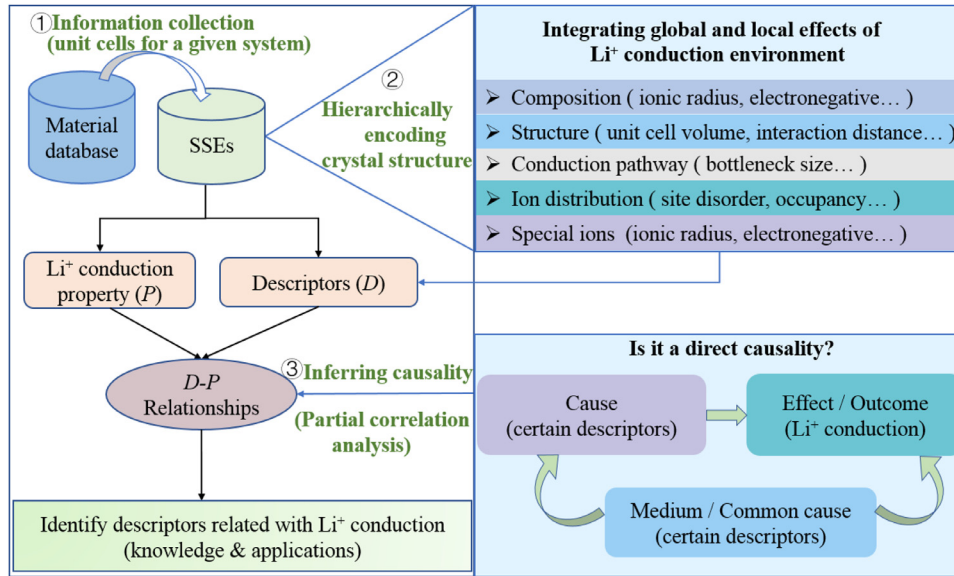 ①Information collection
(unit cells for a given system)
Material
database
SSEs
②
Hierarchically
encoding
crystal structure
Li⁺ conduction
property (P)
Descriptors (D)
D-P
Relationships
③Inferring causality
(Partial correlation
analysis)
Identify descriptors related with Li⁺ conduction
(knowledge & applications)
Integrating global and local effects of
Li⁺ conduction environment
➢ Composition ( ionic radius, electronegative… )
➢ Structure ( unit cell volume, interaction distance… )
➢ Conduction pathway ( bottleneck size… )
➢ Ion distribution ( site disorder, occupancy… )
➢ Special ions (ionic radius, electronegative… )
Is it a direct causality?
Cause
(certain descriptors)
Effect / Outcome
(Li⁺ conduction)
Medium / Common cause
(certain descriptors)